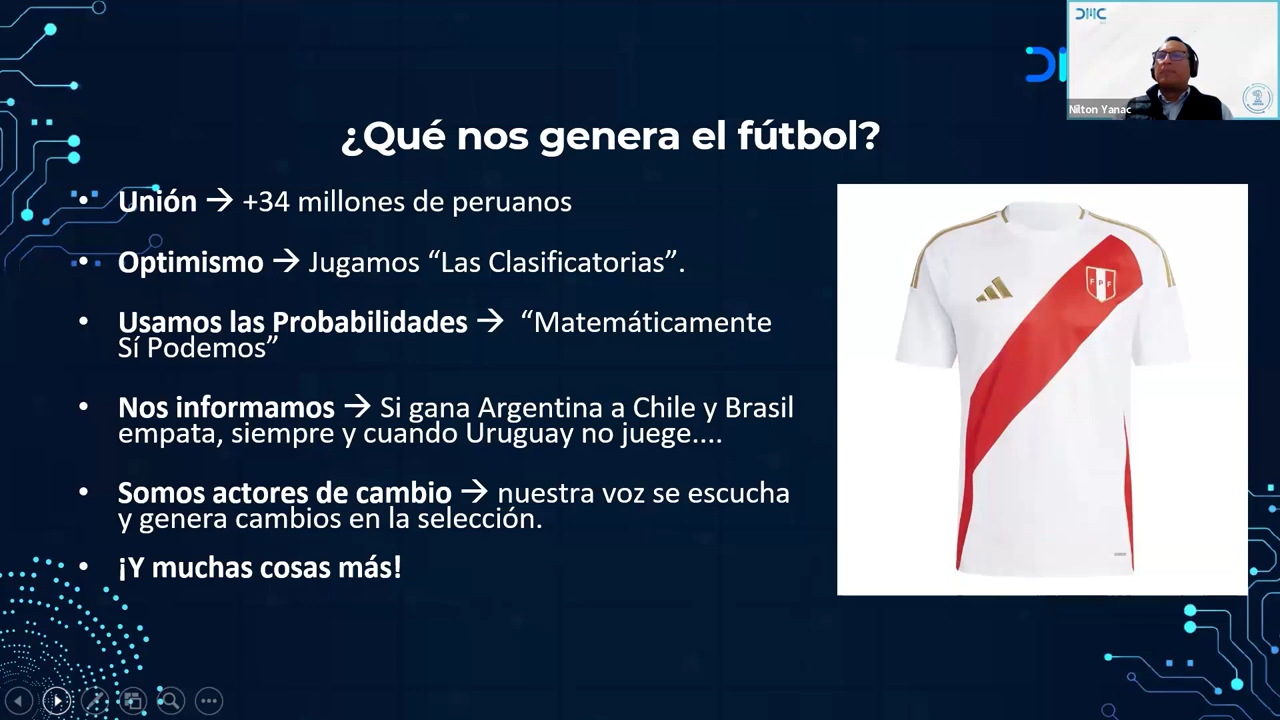 DMC
Nilton Yanac
¿Qué nos genera el fútbol?
• Unión → +34 millones de peruanos
• Optimismo → Jugamos “Las Clasificatorias”.
• Usamos las Probabilidades → “Matemáticamente
Sí Podemos”
• Nos informamos → Si gana Argentina a Chile y Brasil
empata, siempre y cuando Uruguay no juege....
• Somos actores de cambio → nuestra voz se escucha
y genera cambios en la selección.
• ¡Y muchas cosas más!
FPF